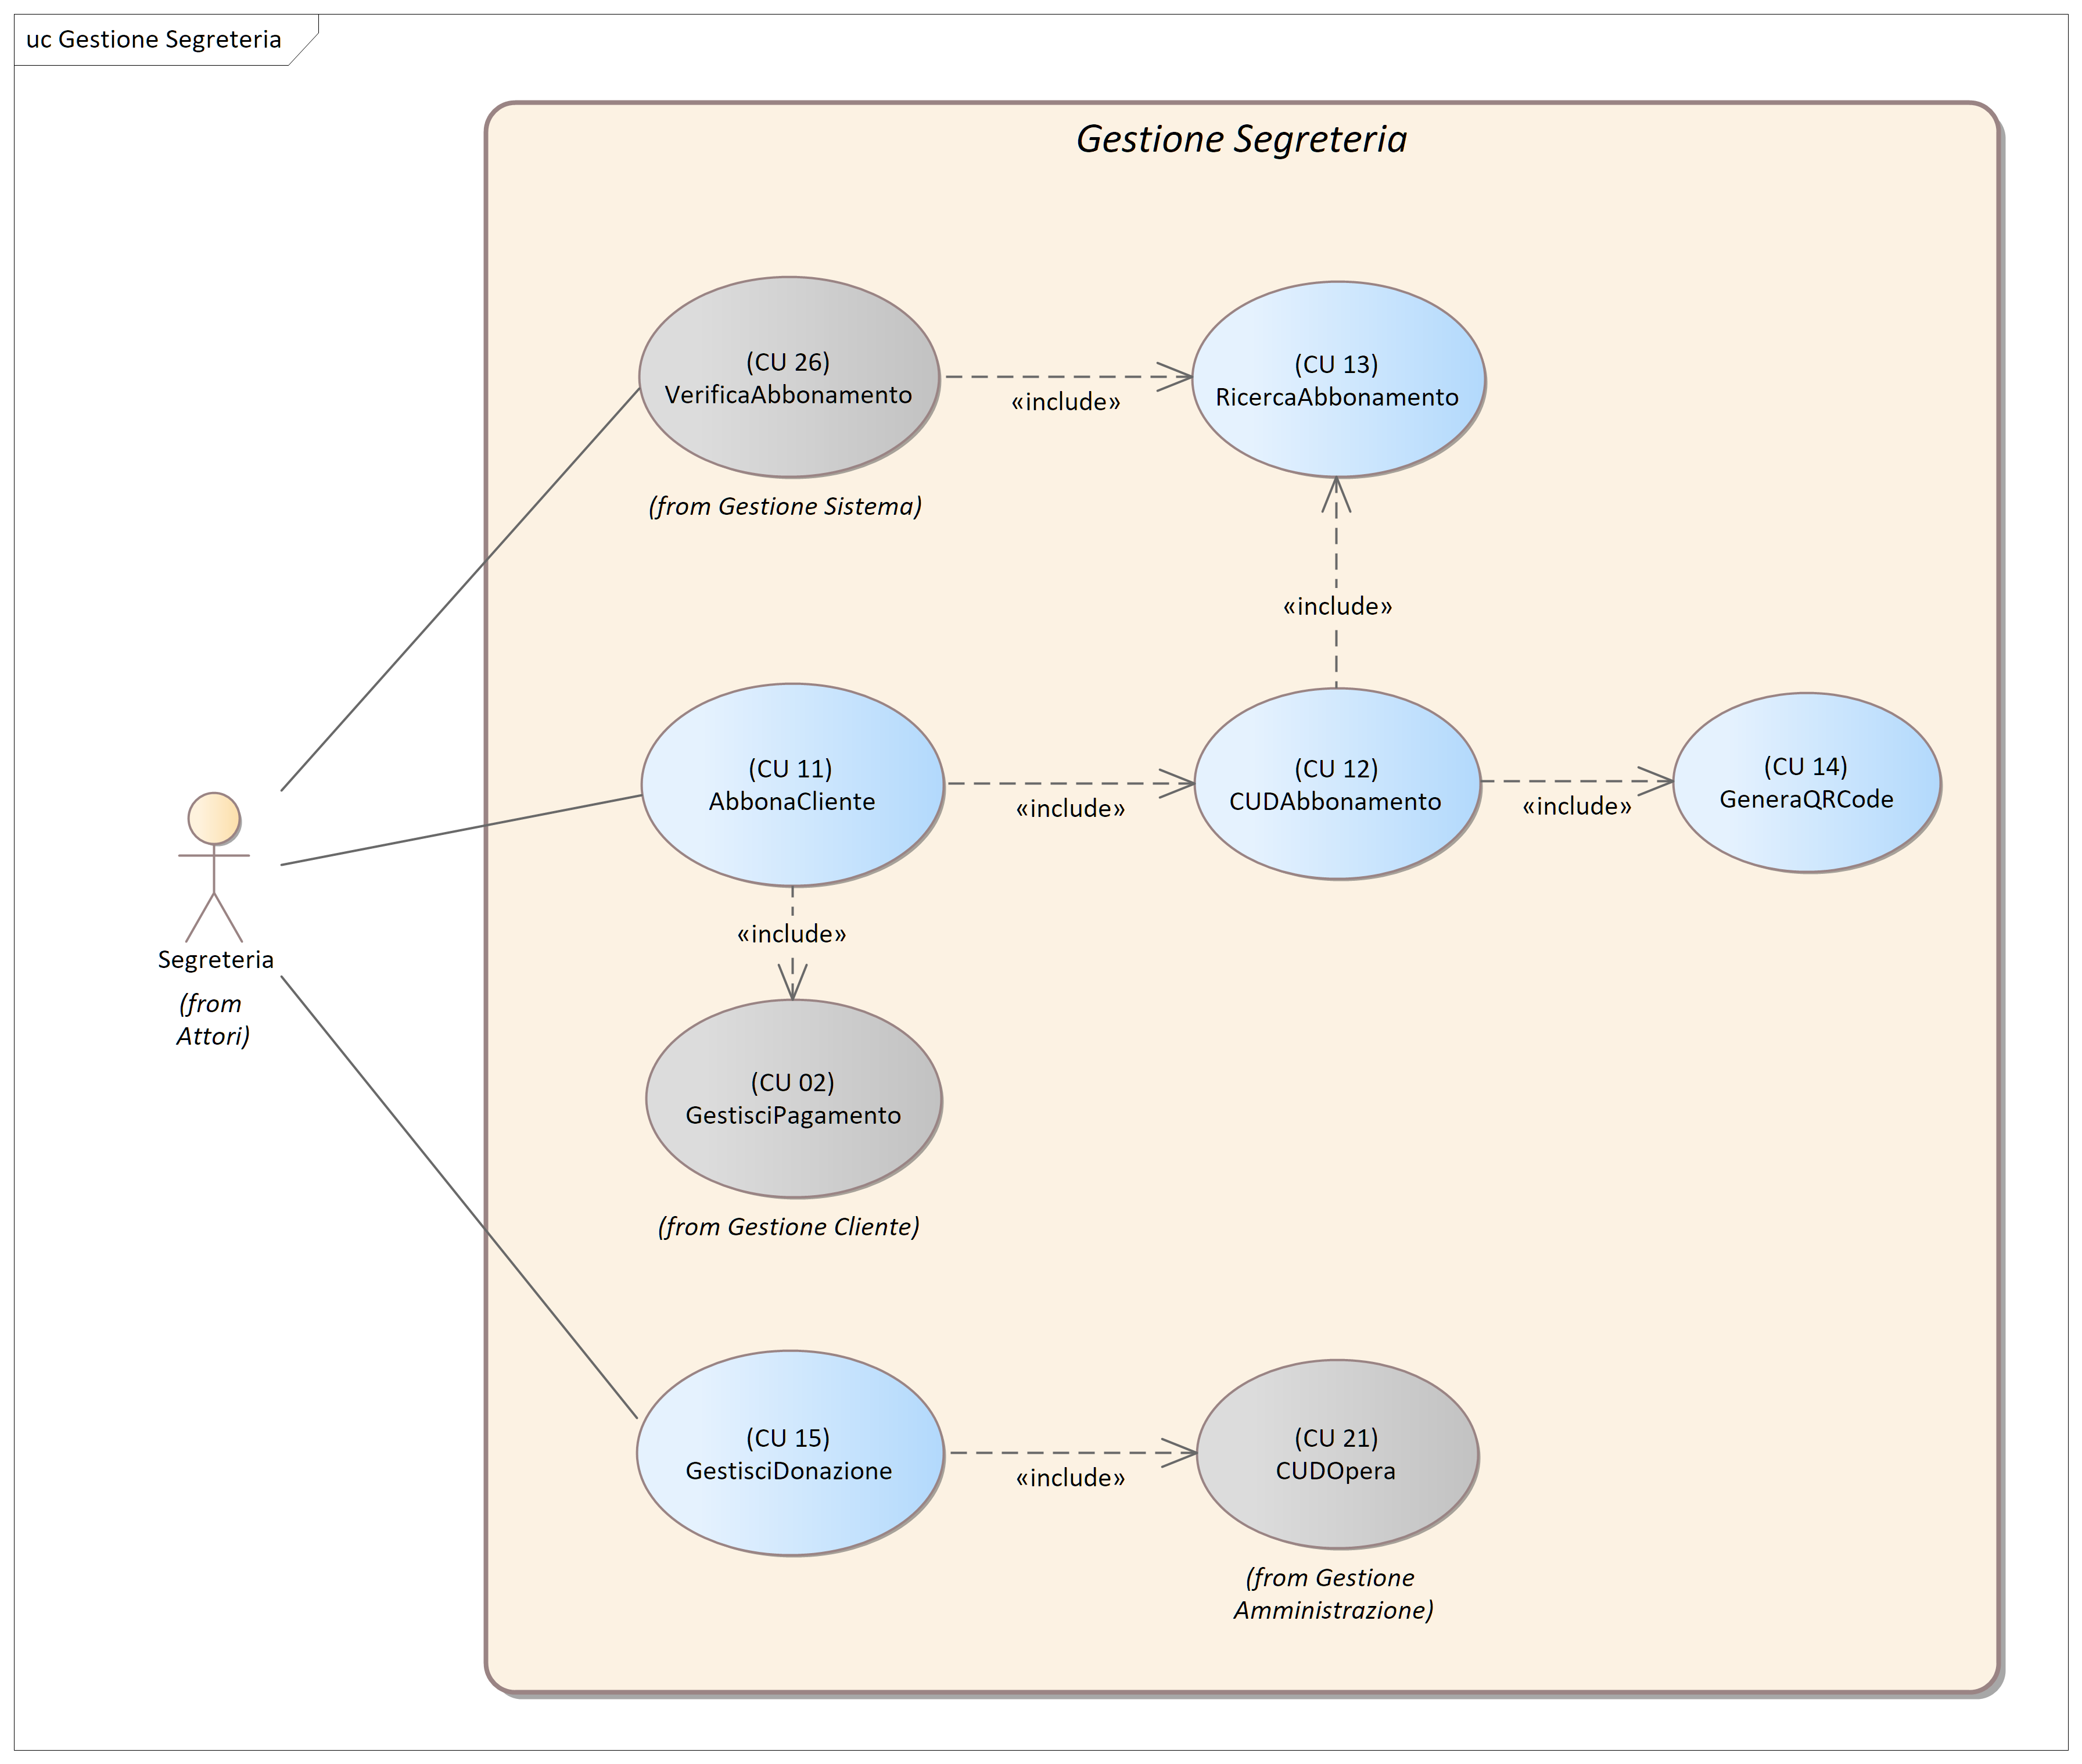 uc Gestione Segreteria
Gestione Segreteria
(CU 26)
VerificaAbbonamento
(from Gestione Sistema)
«include»
(CU 13)
RicercaAbbonamento
«include»
(CU 11)
AbbonaCliente
«include»
(CU 12)
CUDAbbonamento
«include»
(CU 14)
GeneraQRCode
Segreteria
(from
Attori)
«include»
(CU 02)
GestisciPagamento
(from Gestione Cliente)
(CU 15)
GestisciDonazione
«include»
(CU 21)
CUDOpera
(from Gestione
Amministrazione)